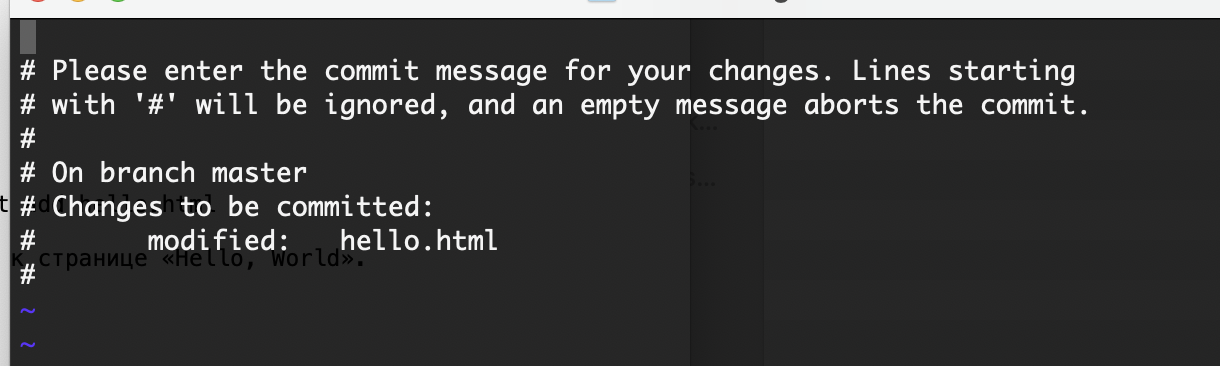 # Please enter the commit message for your changes. Lines starting
# with '#' will be ignored, and an empty message aborts the commit.
#
# On branch master
# Changes to be committed:
#       modified:   hello.html
к странице «Hello, World».
#
~
~